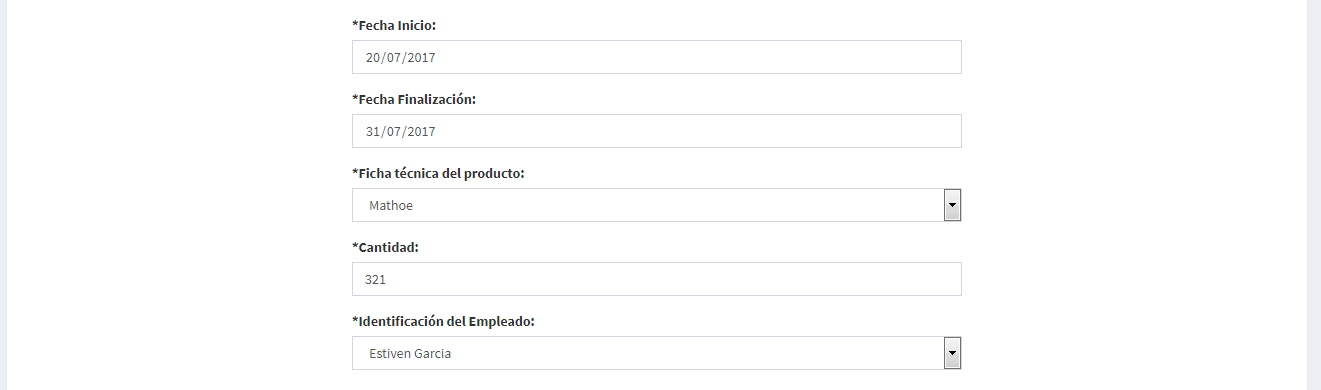 *Fecha Inicio:
20/07/2017
*Fecha Finalización:
31/07/2017
*Ficha técnica del producto:
Mathoe
*Cantidad:
321
*Identificación del Empleado:
Estiven Garcia